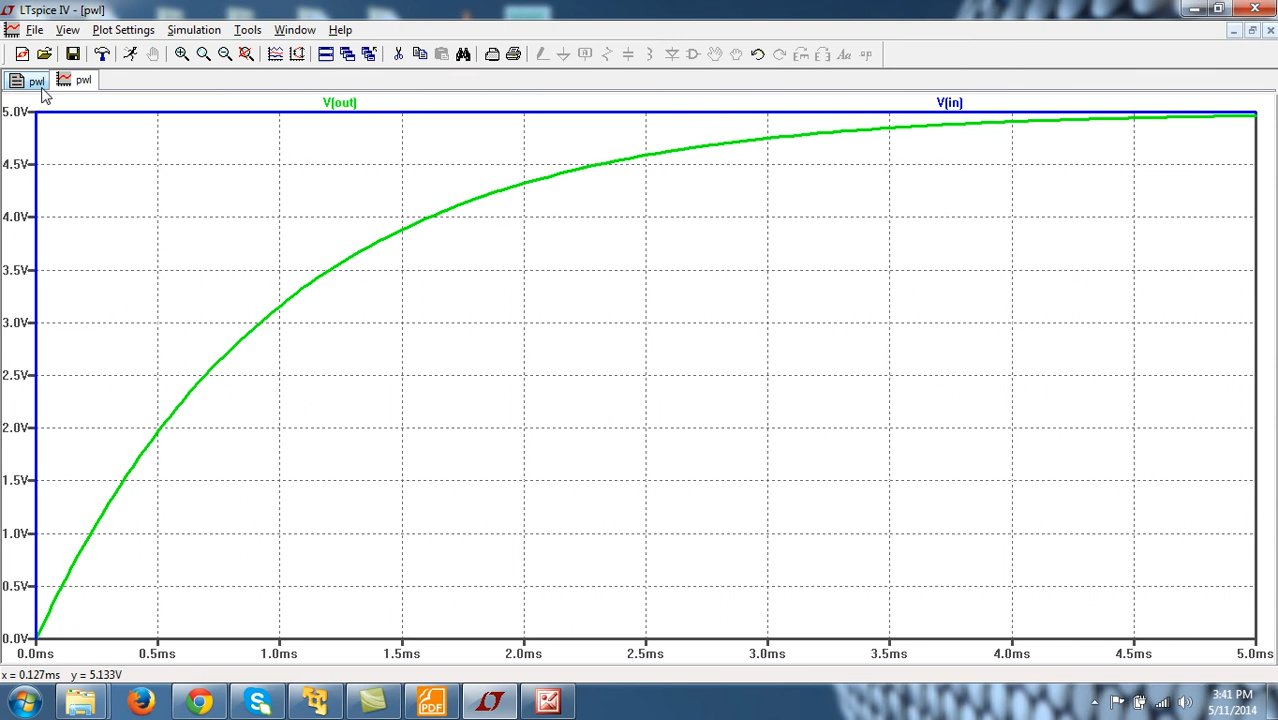 LTspice IV - [pwl]
File View Plot Settings Simulation Tools Window Help
pwl pwl
V(out) V(in)
5.0V
4.5V
4.0V
3.5V
3.0V
2.5V
2.0V
1.5V
1.0V
0.5V
0.0V
0.0ms 0.5ms 1.0ms 1.5ms 2.0ms 2.5ms 3.0ms 3.5ms 4.0ms 4.5ms 5.0ms
x = 0.127ms y = 5.133V
PDF
3:41 PM
5/11/2014